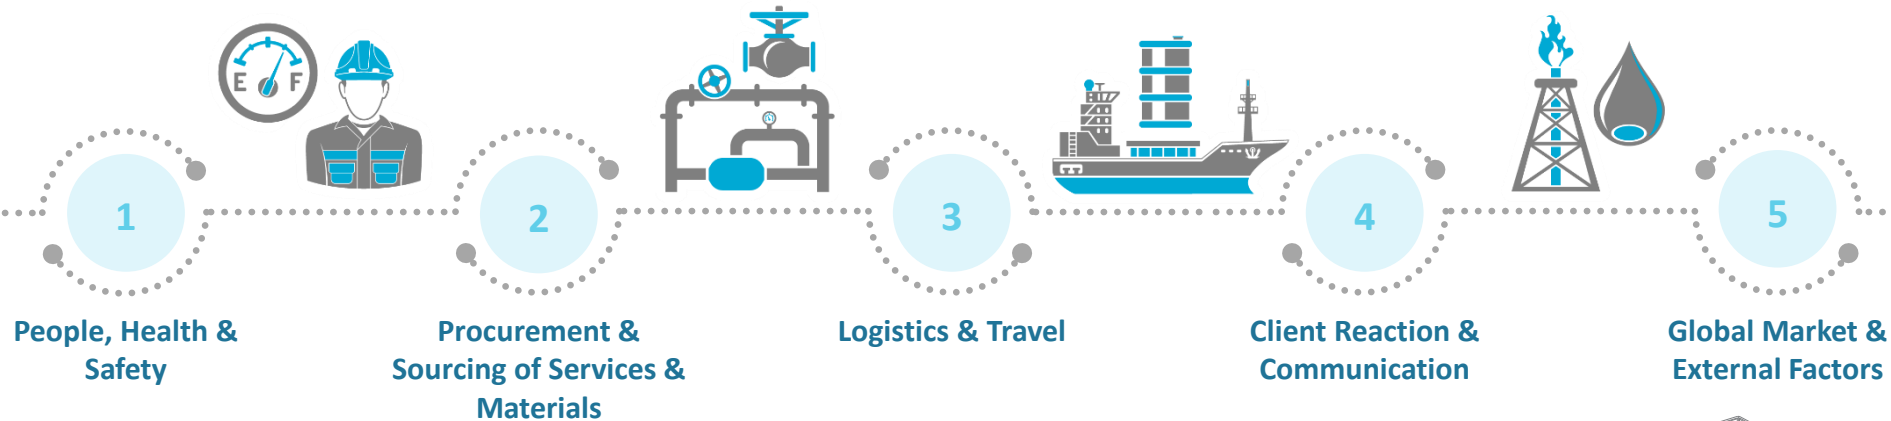 E F
1
2
3
4
5
People, Health &
Safety
Procurement &
Sourcing of Services &
Materials
Logistics & Travel
Client Reaction &
Communication
Global Market &
External Factors